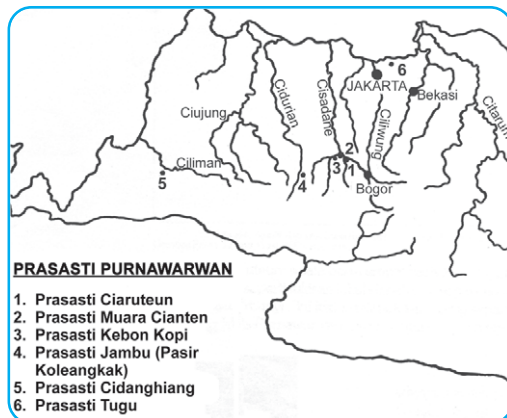 6
JAKARTA
Bekasi
Cidurian
Cisadane
Ciliwung
Citarum
Ciujung
2
3
1
Ciliman
5
4
Bogor
PRASASTI PURNAWARWAN
1. Prasasti Ciaruteun
2. Prasasti Muara Cianten
3. Prasasti Kebon Kopi
4. Prasasti Jambu (Pasir
Koleangkak)
5. Prasasti Cidanghiang
6. Prasasti Tugu